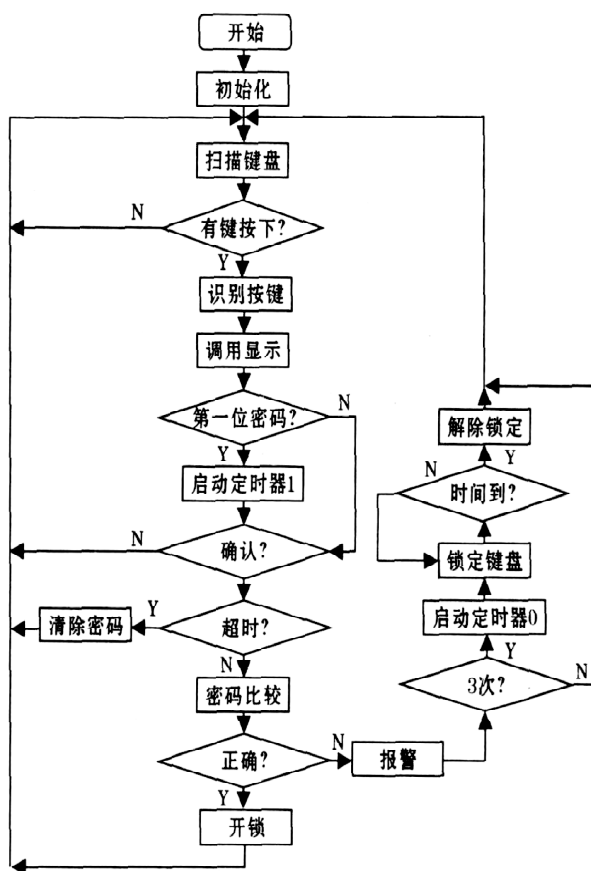 开始
初始化
扫描键盘
N
有键按下?
Y
识别按键
调用显示
第一位密码?
N
Y
启动定时器1
N
确认?
清除密码
Y
超时?
N
密码比较
正确?
N
报警
Y
开锁
解除锁定
N
Y
时间到?
锁定键盘
启动定时器0
Y
3次?
N